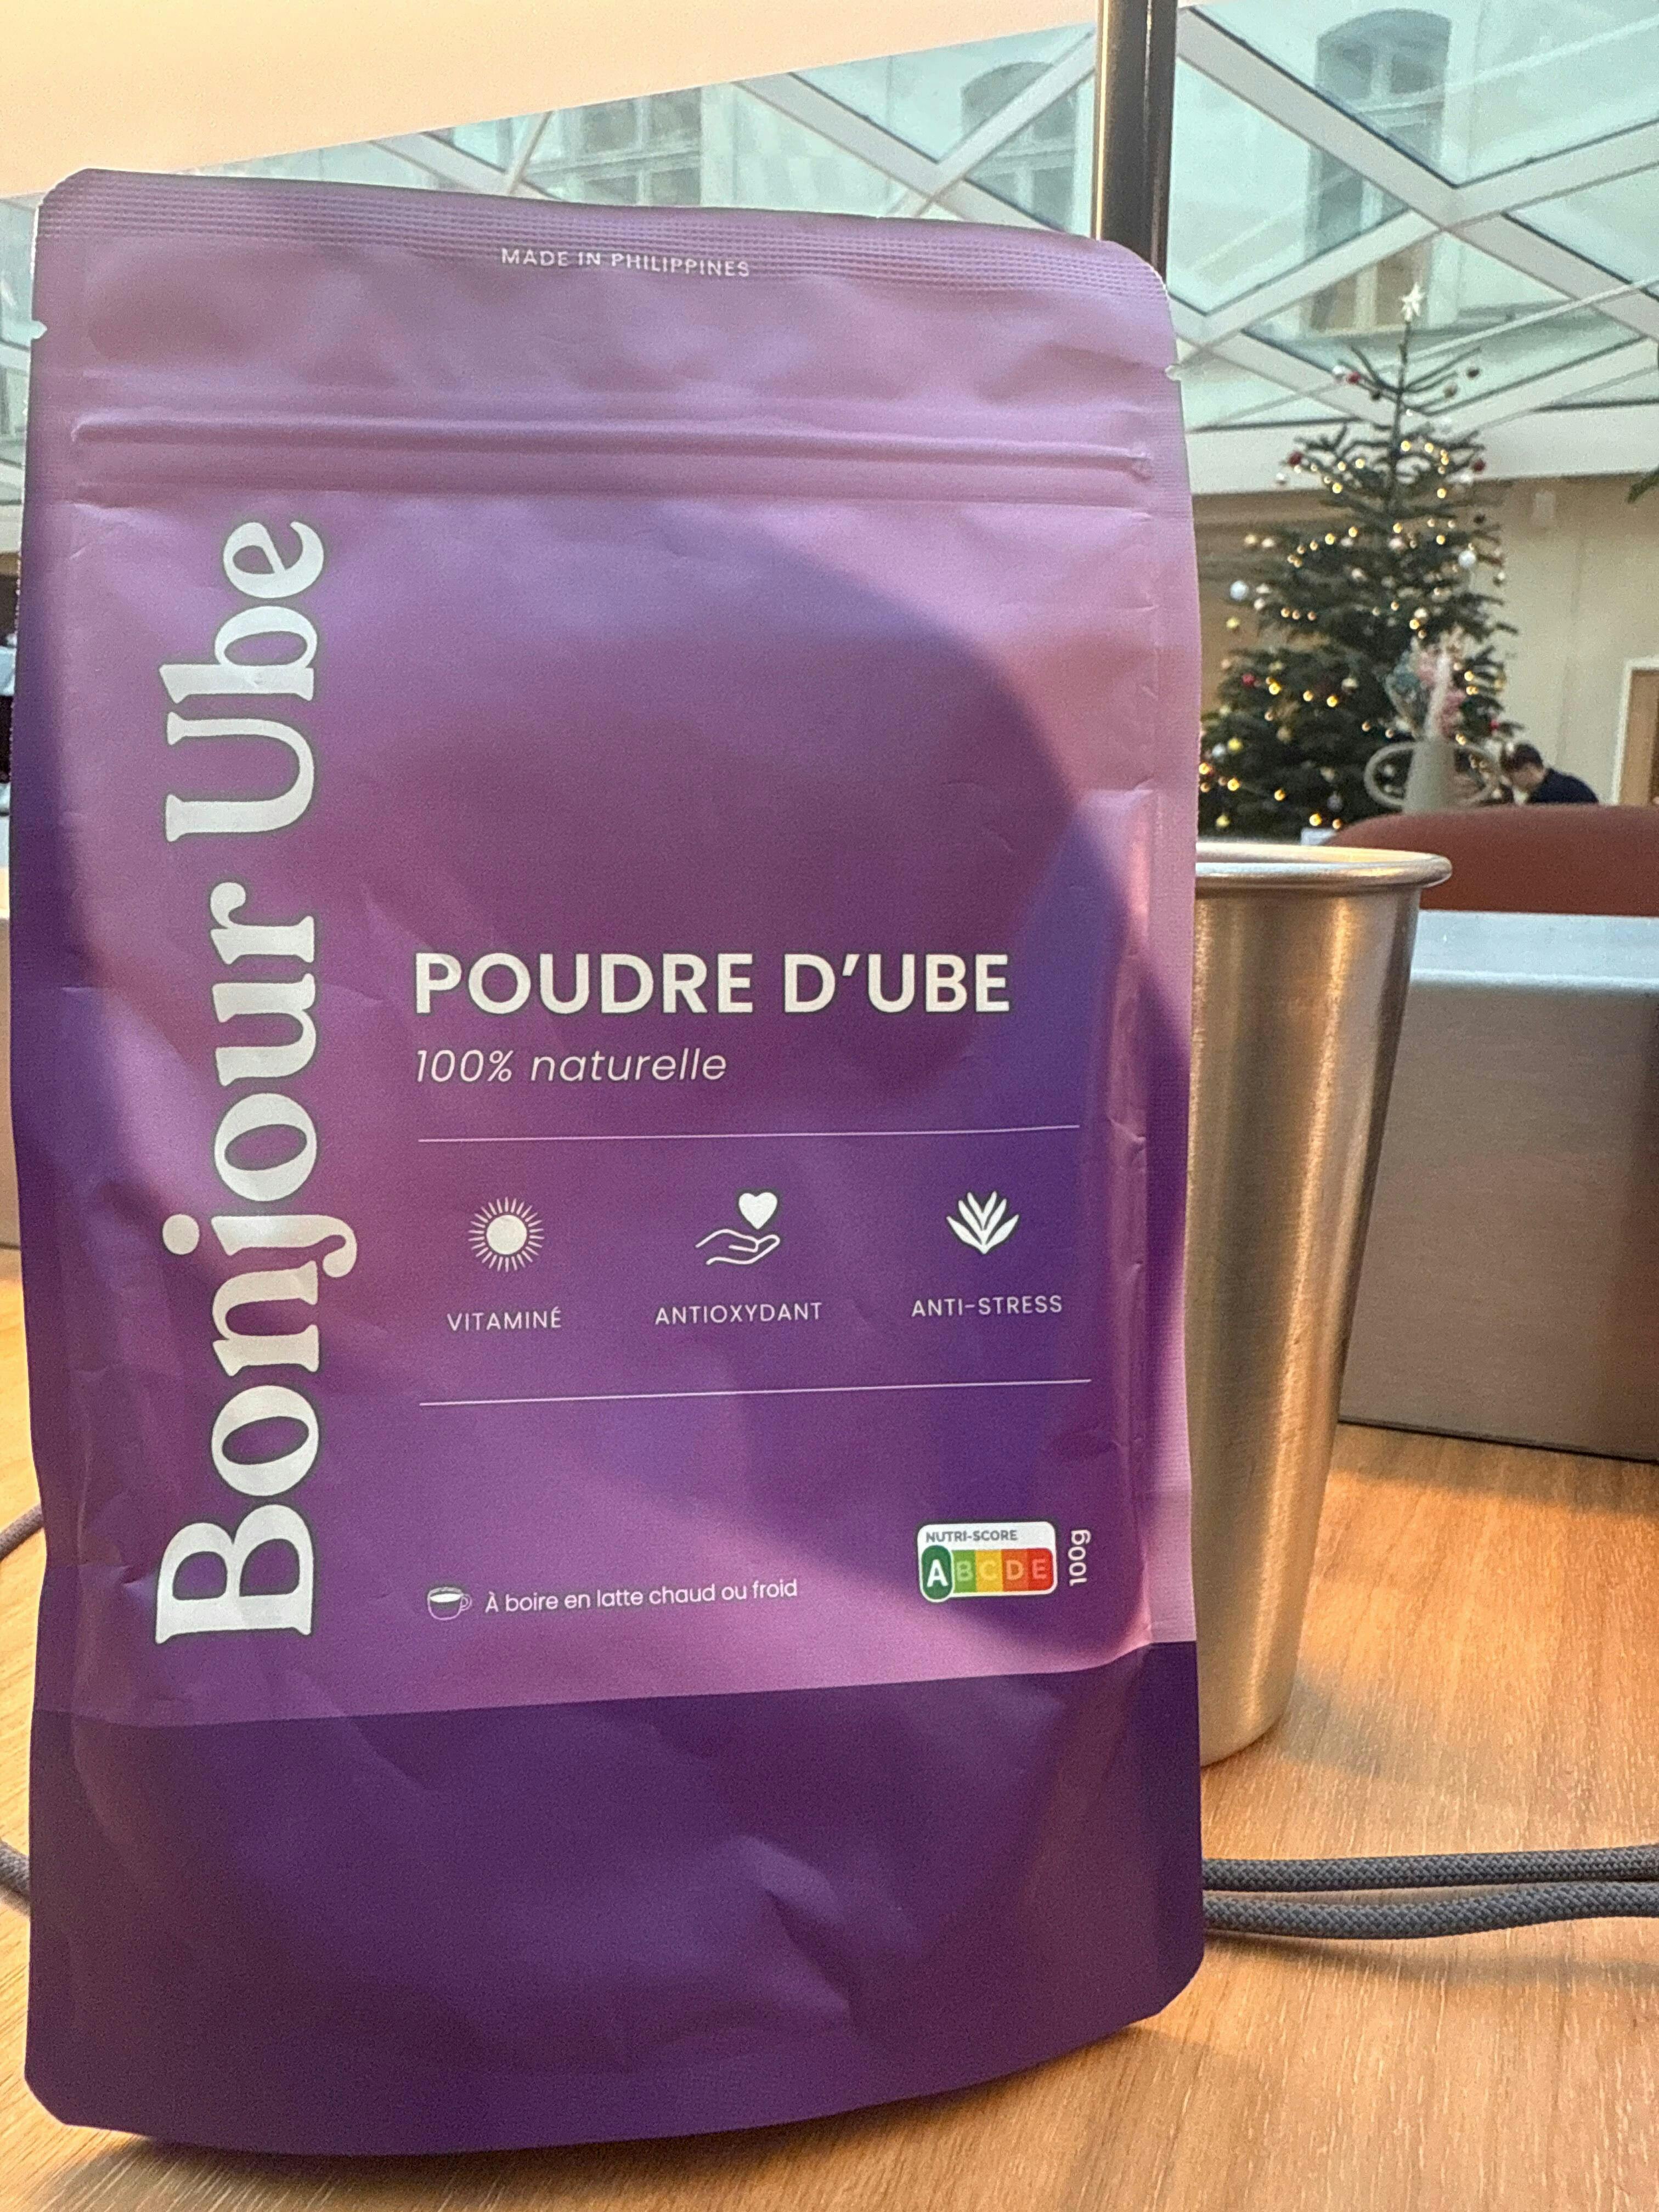 MADE IN PHILIPPINES
Bonjour Ube
POUDRE D'UBE
100% naturelle
VITAMINÉ
ANTIOXYDANT
ANTI-STRESS
À boire en latte chaud ou froid
NUTRI-SCORE
A B C D E
100g